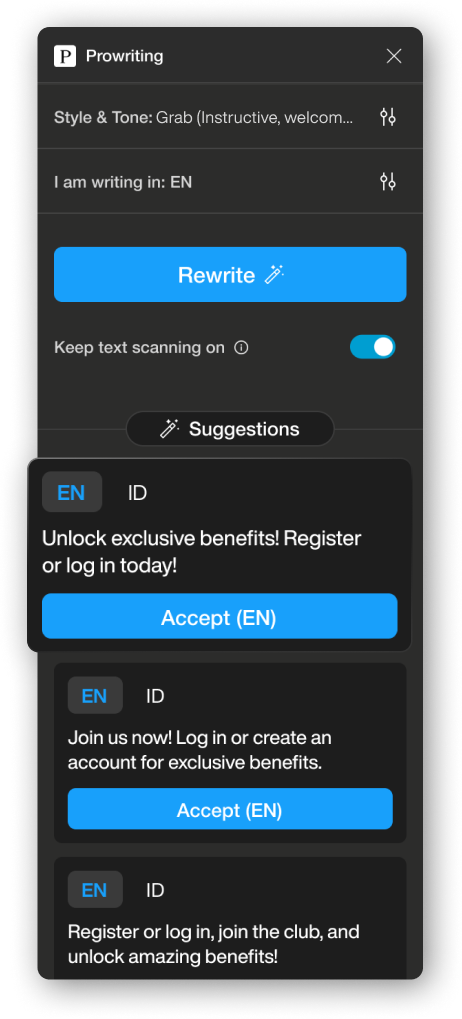 P Prowriting
Style & Tone: Grab (Instructive, welcom...
I am writing in: EN
Rewrite
Keep text scanning on
Suggestions
EN ID
Unlock exclusive benefits! Register
or log in today!
Accept (EN)
EN ID
Join us now! Log in or create an
account for exclusive benefits.
Accept (EN)
EN ID
Register or log in, join the club, and
unlock amazing benefits!